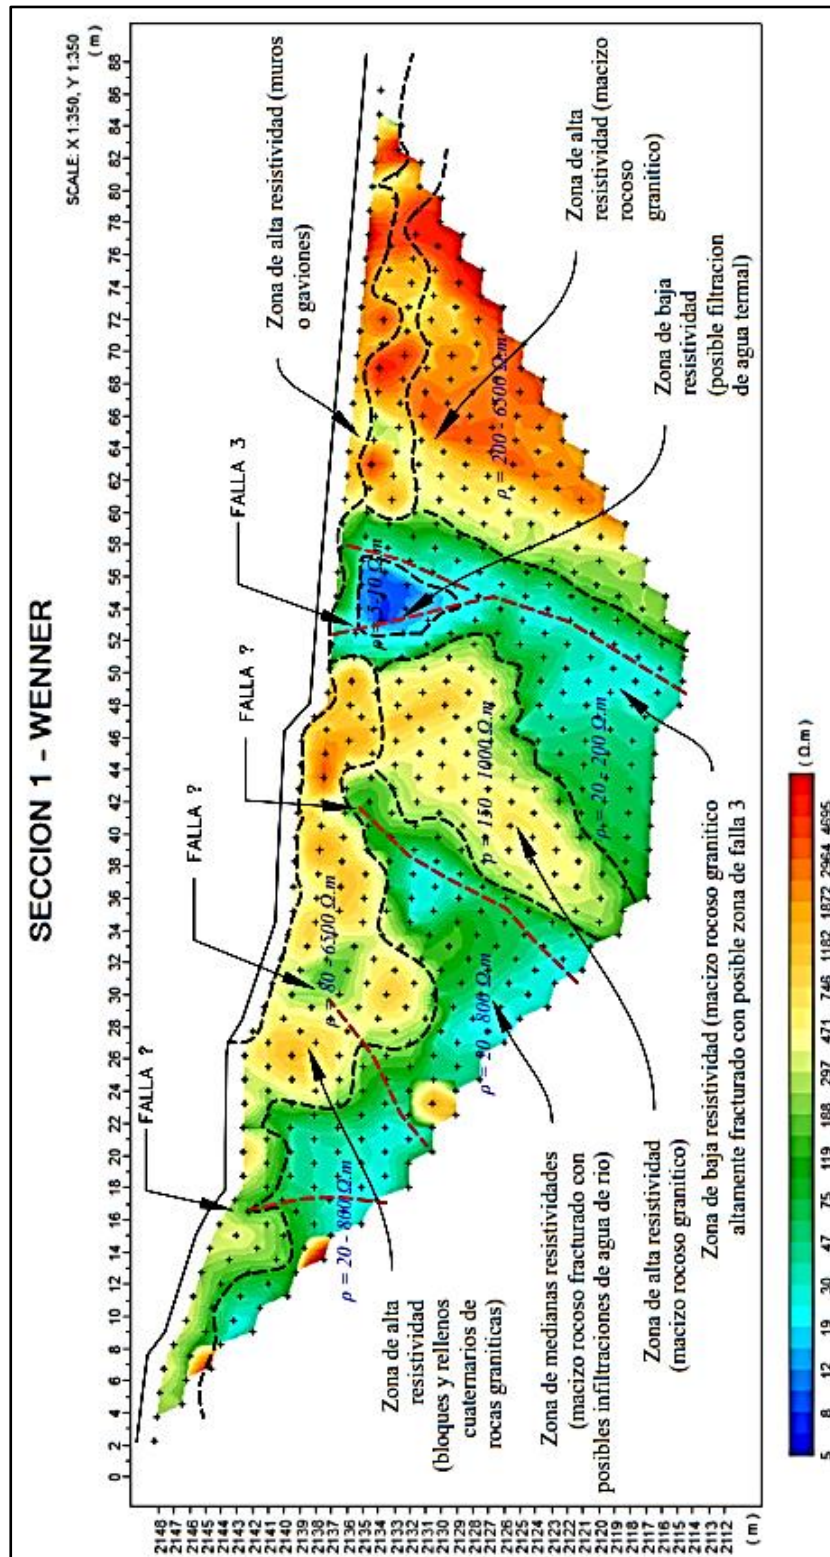 SECCION 1 - WENNER
SCALE: X 1:350, Y 1:350
( m )
0 2 4 6 8 10 12 14 16 18 20 22 24 26 28 30 32 34 36 38 40 42 44 46 48 50 52 54 56 58 60 62 64 66 68 70 72 74 76 78 80 82 84 86 88
FALLA ?
FALLA ?
FALLA ?
FALLA 3
Zona de alta resistividad (muros
o gaviones)
ρ = 20 - 800 Ω.m
ρ = 80 - 6500 Ω.m
ρ = 20 - 800 Ω.m
ρ = 150 - 1000 Ω.m
ρ = 5-10 Ω.m
ρ = 20 - 200 Ω.m
ρ = 200 - 6500 Ω.m
Zona de alta
resistividad
(bloques y rellenos
cuaternarios de
rocas graniticas)
Zona de medianas resistividades
(macizo rocoso fracturado con
posibles infiltraciones de agua de rio)
Zona de alta resistividad
(macizo rocoso granitico)
Zona de baja resistividad (macizo rocoso granitico
altamente fracturado con posible zona de falla 3
Zona de baja
resistividad
(posible filtracion
de agua termal)
Zona de alta
resistividad (macizo
rocoso
granitico)
2148
2147
2146
2145
2144
2143
2142
2141
2140
2139
2138
2137
2136
2135
2134
2133
2132
2131
2130
2129
2128
2127
2126
2125
2124
2123
2122
2121
2120
2119
2118
2117
2116
2115
2114
2113
2112
( m )
5 8 12 19 30 47 75 119 188 297 471 746 1182 1872 2964 4695
( Ω.m )